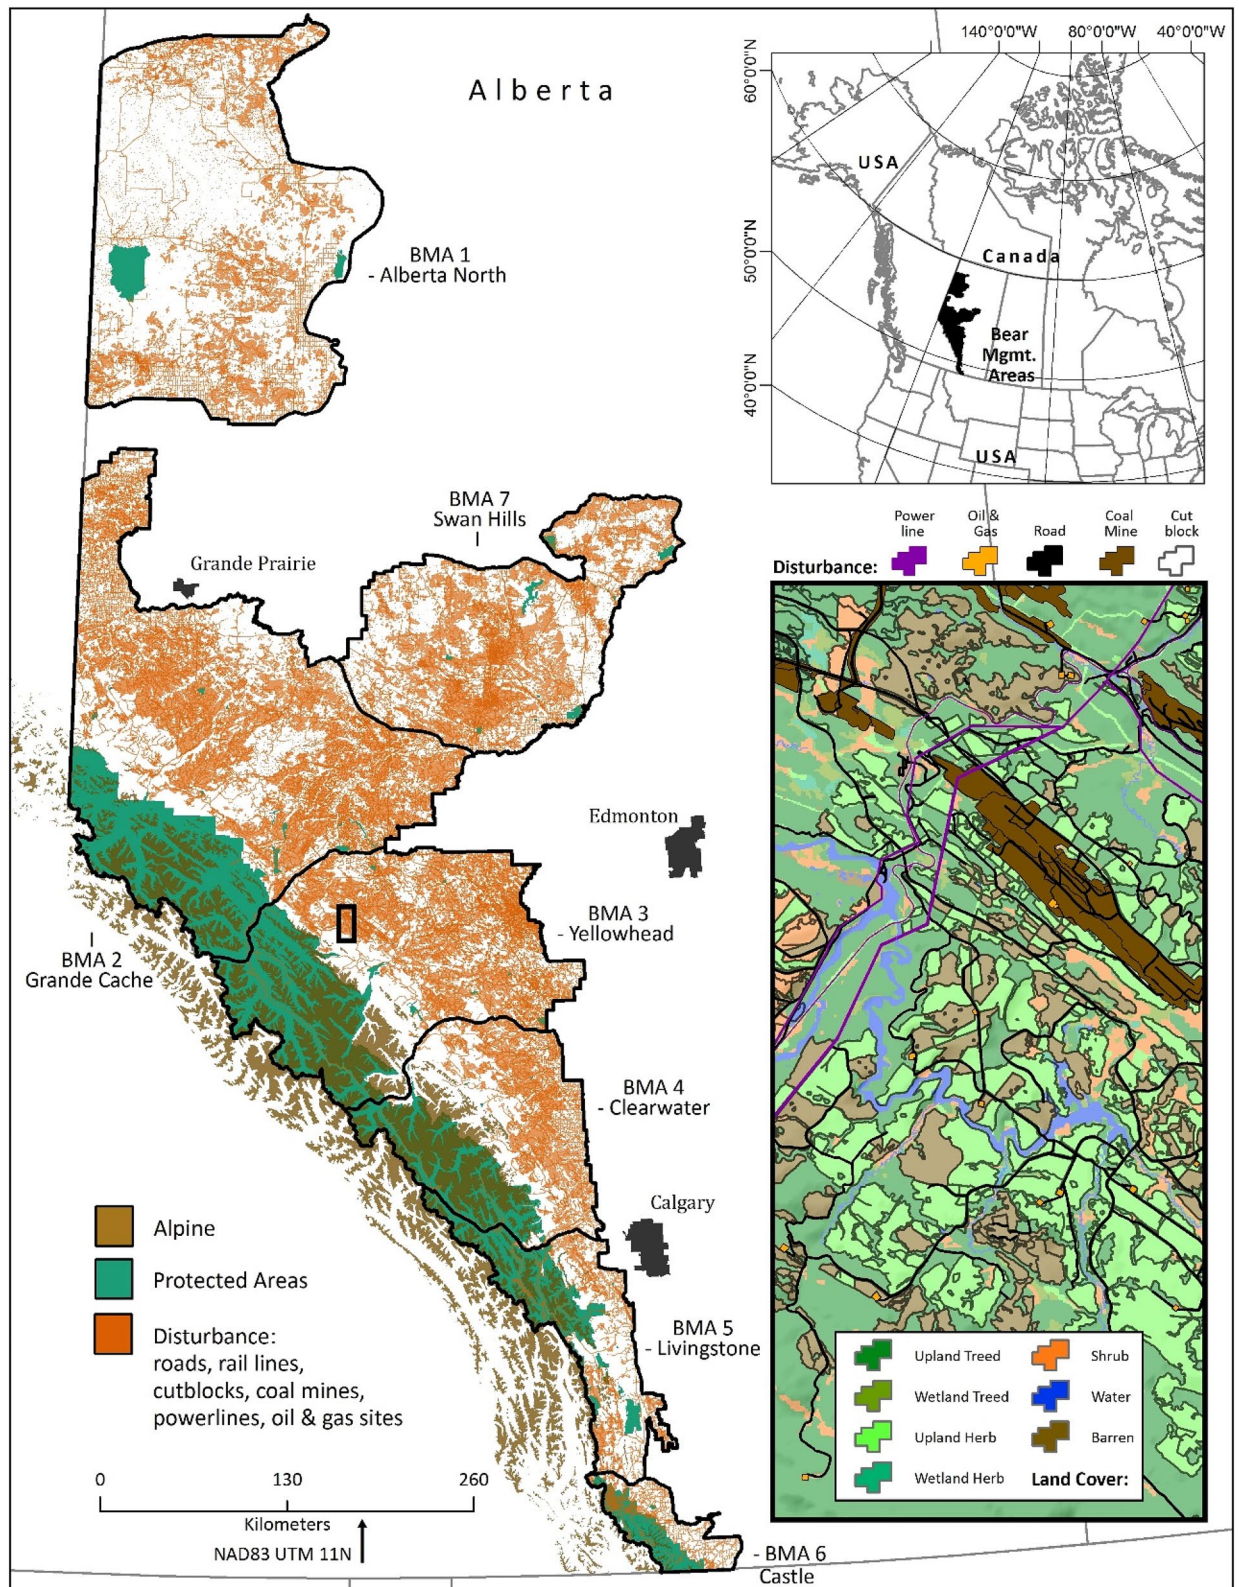 Alberta
BMA 1
- Alberta North
BMA 7
Swan Hills
Grande Prairie
Edmonton
BMA 3
- Yellowhead
BMA 2
Grande Cache
BMA 4
- Clearwater
Calgary
BMA 5
- Livingstone
BMA 6
Castle
Alpine
Protected Areas
Disturbance:
roads, rail lines,
cutblocks, coal mines,
powerlines, oil & gas sites
0 130 260
Kilometers
NAD83 UTM 11N
140°0'0"W 80°0'0"W 40°0'0"W
60°0'0"N
50°0'0"N
40°0'0"N
USA
Canada
Bear
Mgmt.
Areas
USA
Disturbance:
Power
line
Oil &
Gas
Road
Coal
Mine
Cut
block
Upland Treed
Wetland Treed
Upland Herb
Wetland Herb
Shrub
Water
Barren
Land Cover: